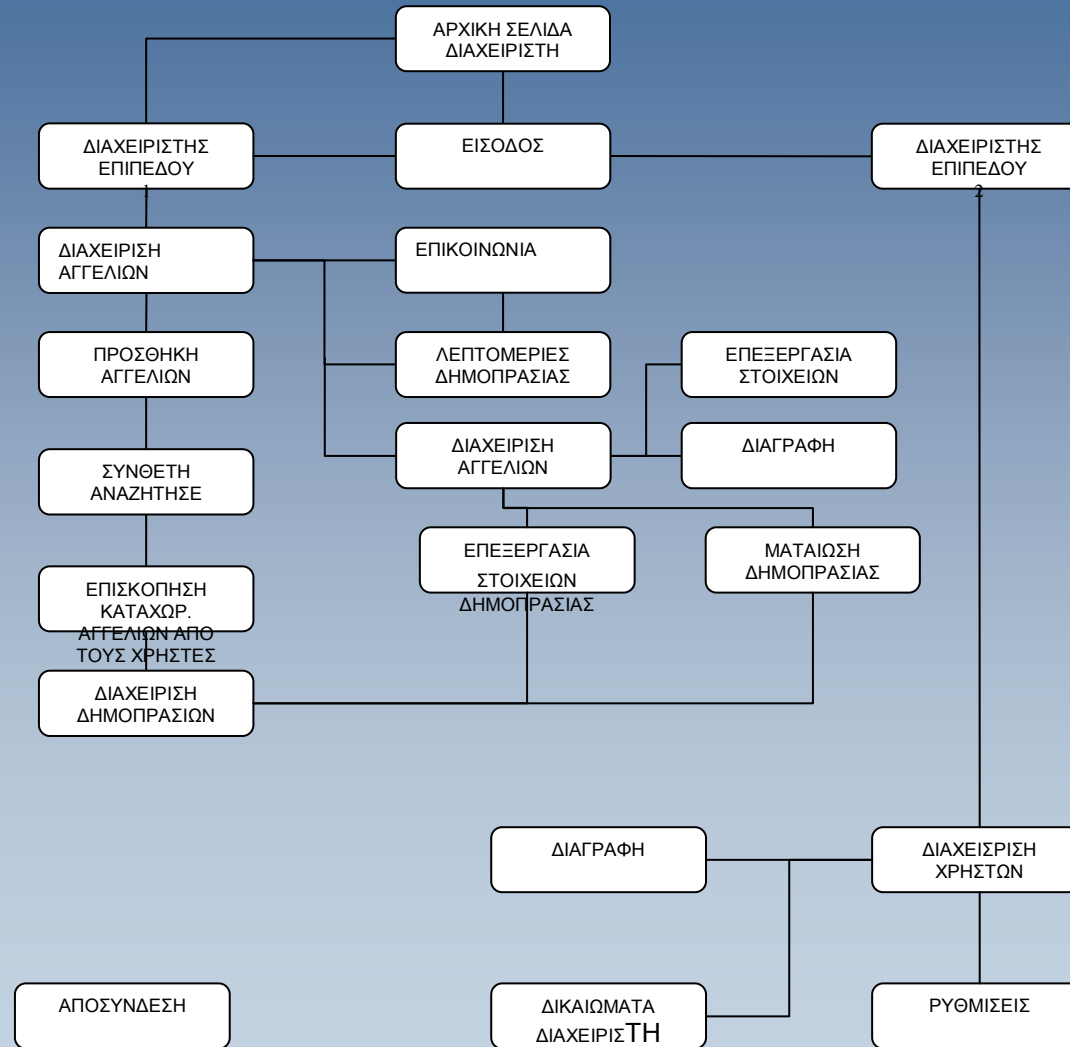 ΑΡΧΙΚΗ ΣΕΛΙΔΑ
ΔΙΑΧΕΙΡΙΣΤΗ
ΔΙΑΧΕΙΡΙΣΤΗΣ
ΕΠΙΠΕΔΟΥ
1
ΕΙΣΟΔΟΣ
ΔΙΑΧΕΙΡΙΣΤΗΣ
ΕΠΙΠΕΔΟΥ
2
ΔΙΑΧΕΙΡΙΣΗ
ΑΓΓΕΛΙΩΝ
ΕΠΙΚΟΙΝΩΝΙΑ
ΠΡΟΣΘΗΚΗ
ΑΓΓΕΛΙΩΝ
ΛΕΠΤΟΜΕΡΙΕΣ
ΔΗΜΟΠΡΑΣΙΑΣ
ΕΠΕΞΕΡΓΑΣΙΑ
ΣΤΟΙΧΕΙΩΝ
ΣΥΝΘΕΤΗ
ΑΝΑΖΗΤΗΣΕ
ΔΙΑΧΕΙΡΙΣΗ
ΑΓΓΕΛΙΩΝ
ΔΙΑΓΡΑΦΗ
ΕΠΙΣΚΟΠΗΣΗ
ΚΑΤΑΧΩΡ.
ΑΓΓΕΛΙΩΝ ΑΠΟ
ΤΟΥΣ ΧΡΗΣΤΕΣ
ΕΠΕΞΕΡΓΑΣΙΑ
ΣΤΟΙΧΕΙΩΝ
ΔΗΜΟΠΡΑΣΙΑΣ
ΜΑΤΑΙΩΣΗ
ΔΗΜΟΠΡΑΣΙΑΣ
ΔΙΑΧΕΙΡΙΣΗ
ΔΗΜΟΠΡΑΣΙΩΝ
ΔΙΑΓΡΑΦΗ
ΔΙΑΧΕΙΣΡΙΣΗ
ΧΡΗΣΤΩΝ
ΑΠΟΣΥΝΔΕΣΗ
ΔΙΚΑΙΩΜΑΤΑ
ΔΙΑΧΕΙΡΙΣΤΗ
ΡΥΘΜΙΣΕΙΣ